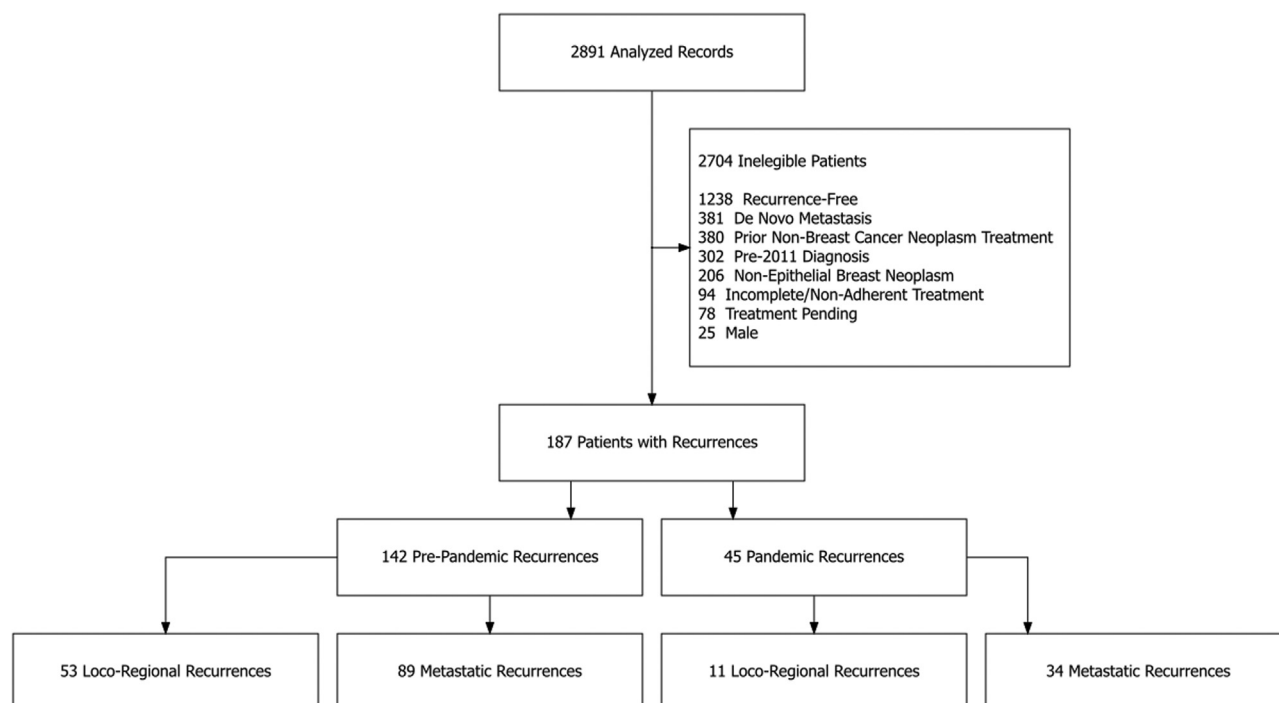 2891 Analyzed Records
2704 Inelegible Patients
1238 Recurrence-Free
381 De Novo Metastasis
380 Prior Non-Breast Cancer Neoplasm Treatment
302 Pre-2011 Diagnosis
206 Non-Epithelial Breast Neoplasm
94 Incomplete/Non-Adherent Treatment
78 Treatment Pending
25 Male
187 Patients with Recurrences
142 Pre-Pandemic Recurrences
45 Pandemic Recurrences
53 Loco-Regional Recurrences
89 Metastatic Recurrences
11 Loco-Regional Recurrences
34 Metastatic Recurrences